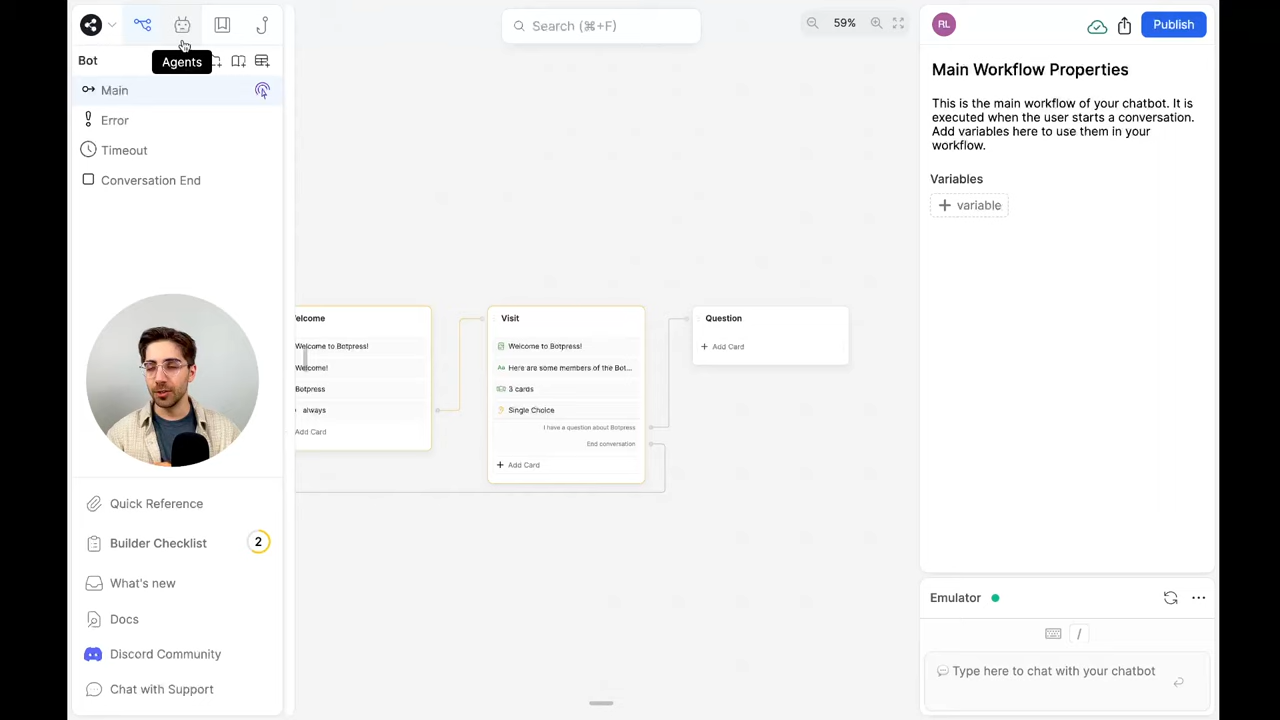 Search (⌘+F)
59%
RL
Publish
Bot
Agents
Main
Error
Timeout
Conversation End
Quick Reference
Builder Checklist
2
What's new
Docs
Discord Community
Chat with Support
elcome
Welcome to Botpress!
Welcome!
Botpress
always
Add Card
Visit
Welcome to Botpress!
Aa Here are some members of the Bot...
3 cards
Single Choice
I have a question about Botpress
End conversation
+ Add Card
Question
+ Add Card
Main Workflow Properties
This is the main workflow of your chatbot. It is
executed when the user starts a conversation.
Add variables here to use them in your
workflow.
Variables
+ variable
Emulator
/
Type here to chat with your chatbot